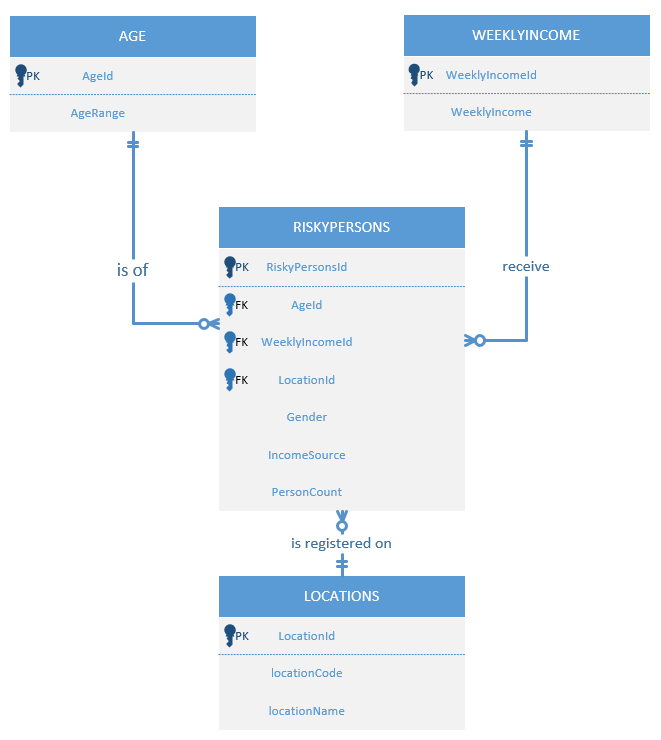 AGE
PK AgeId
AgeRange
WEEKLYINCOME
PK WeeklyIncomeId
WeeklyIncome
is of
receive
RISKYPERSONS
PK RiskyPersonsId
FK AgeId
FK WeeklyIncomeId
FK LocationId
Gender
IncomeSource
PersonCount
is registered on
LOCATIONS
PK LocationId
locationCode
locationName